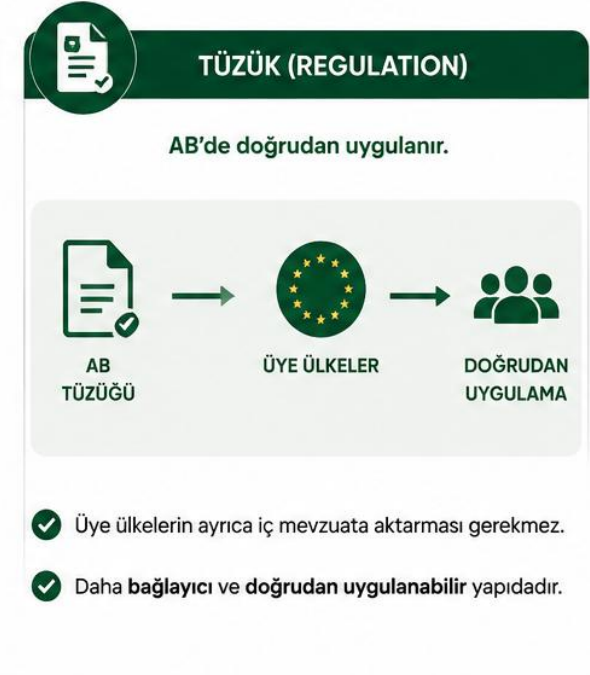 TÜZÜK (REGULATION)
AB’de doğrudan uygulanır.
AB
TÜZÜĞÜ
ÜYE ÜLKELER
DOĞRUDAN
UYGULAMA
Üye ülkelerin ayrıca iç mevzuata aktarması gerekmez.
Daha bağlayıcı ve doğrudan uygulanabilir yapıdadır.